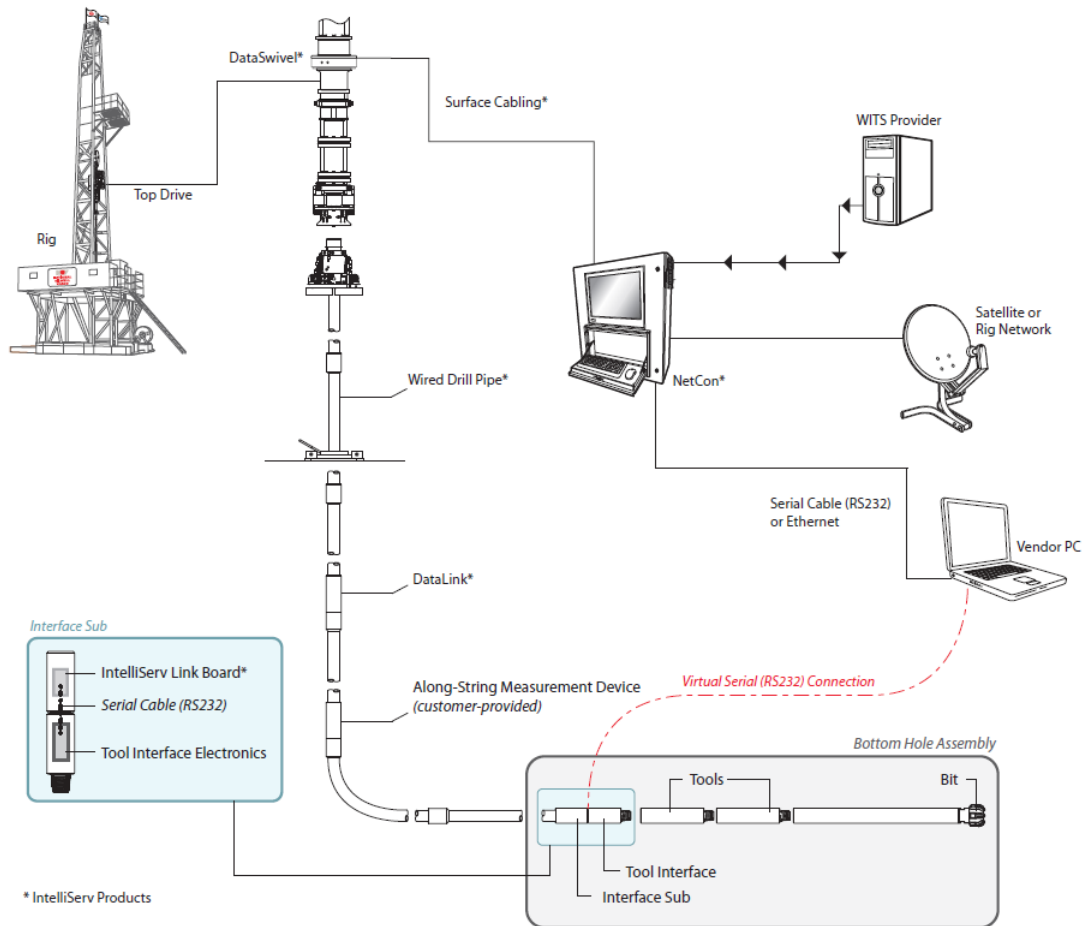 DataSwivel*
Surface Cabling*
WITS Provider
Top Drive
Rig
Satellite or
Rig Network
Wired Drill Pipe*
NetCon*
Serial Cable (RS232)
or Ethernet
Vendor PC
DataLink*
Interface Sub
IntelliServ Link Board*
Serial Cable (RS232)
Tool Interface Electronics
Along-String Measurement Device
(customer-provided)
Virtual Serial (RS232) Connection
Bottom Hole Assembly
Tools
Bit
Tool Interface
Interface Sub
* IntelliServ Products